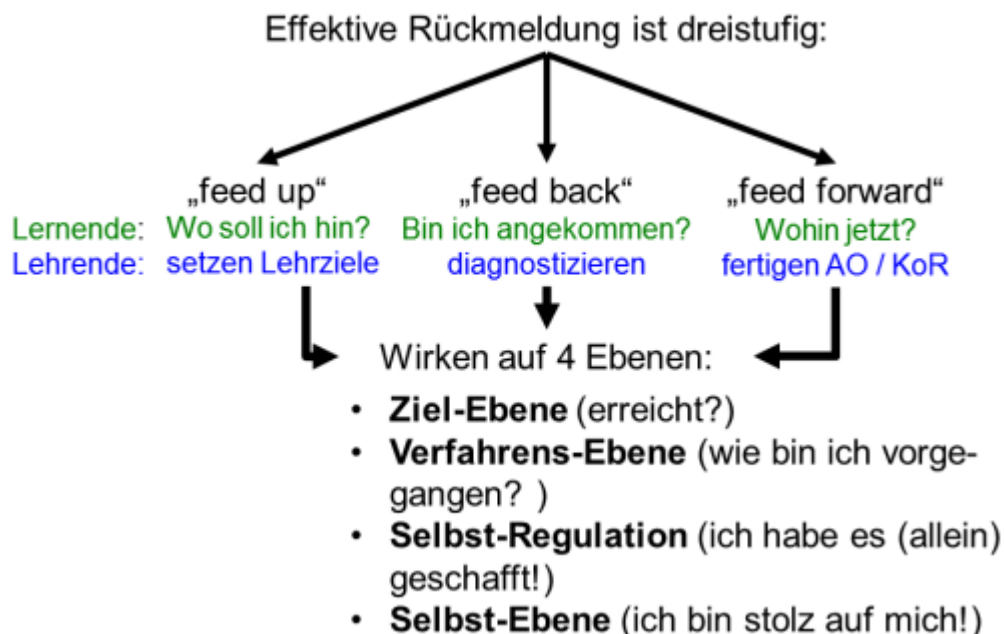 Effektive Rückmeldung ist dreistufig:
„feed up“ „feed back“ „feed forward“
Lernende: Wo soll ich hin? Bin ich angekommen? Wohin jetzt?
Lehrende: setzen Lehrziele diagnostizieren fertigen AO / KoR
Wirken auf 4 Ebenen:
• Ziel-Ebene (erreicht?)
• Verfahrens-Ebene (wie bin ich vorge-
gangen? )
• Selbst-Regulation (ich habe es (allein)
geschafft!)
• Selbst-Ebene (ich bin stolz auf mich!)